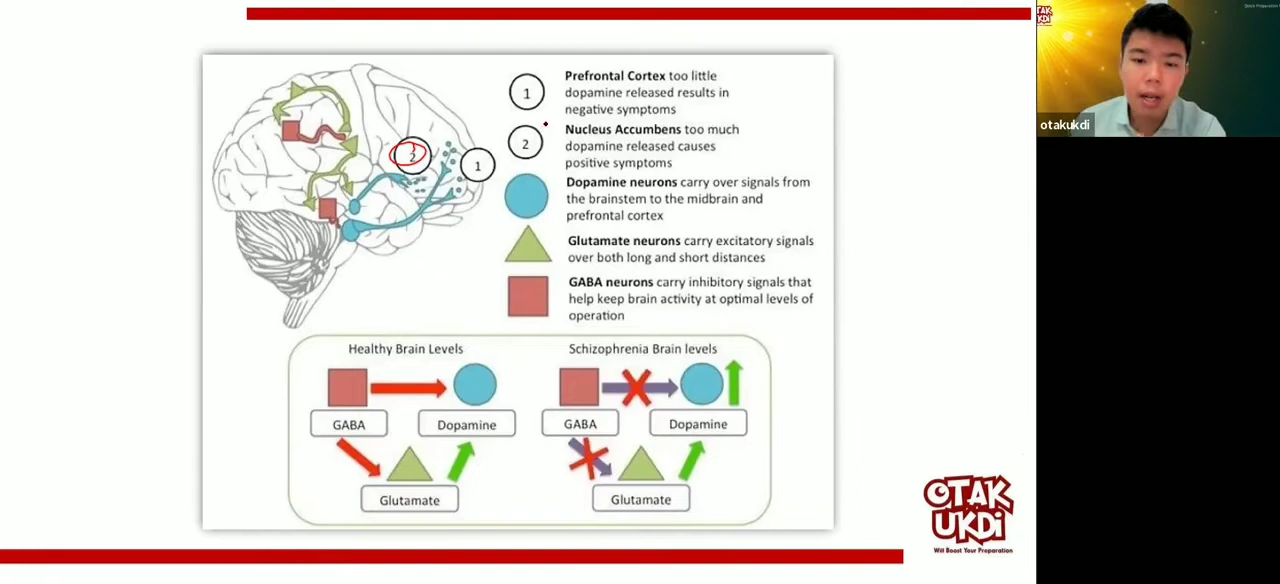 1
Prefrontal Cortex too little
dopamine released results in
negative symptoms
2
Nucleus Accumbens too much
dopamine released causes
positive symptoms
2
1
Dopamine neurons carry over signals from
the brainstem to the midbrain and
prefrontal cortex
Glutamate neurons carry excitatory signals
over both long and short distances
GABA neurons carry inhibitory signals that
help keep brain activity at optimal levels of
operation
Healthy Brain Levels
GABA
Dopamine
Glutamate
Schizophrenia Brain levels
GABA
Dopamine
Glutamate
OTAK
UKDi
Will Boost Your Preparation
otakukdi